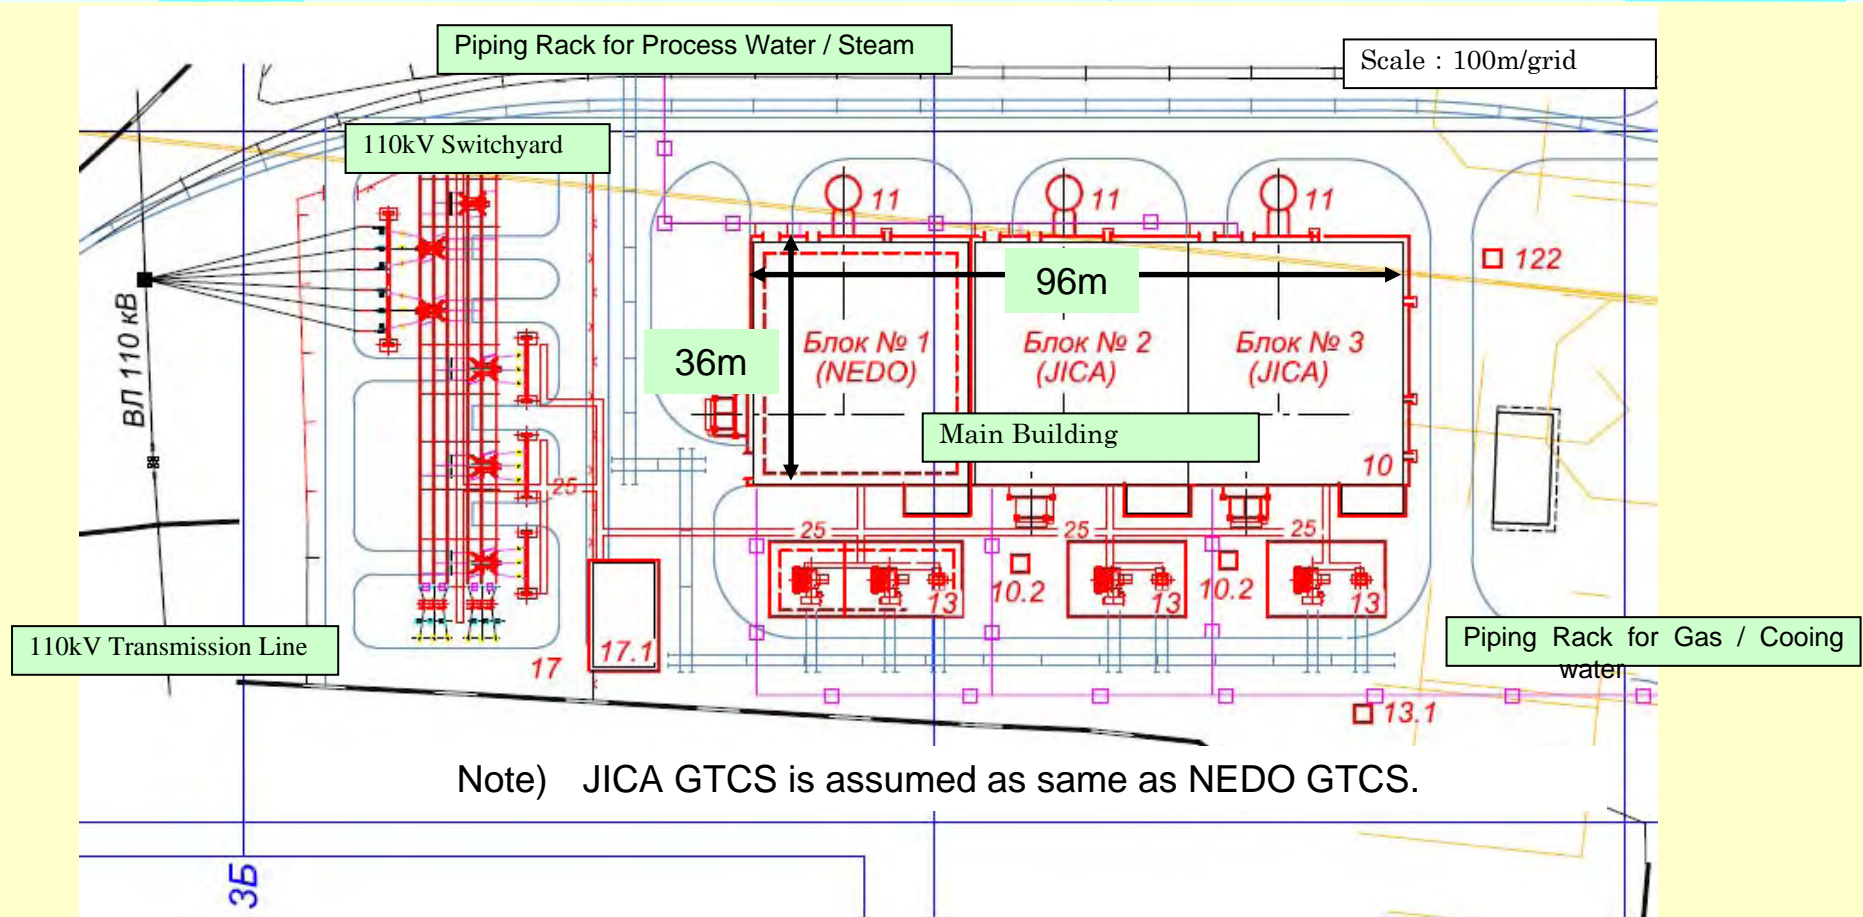 Piping Rack for Process Water / Steam
Scale : 100m/grid
110kV Switchyard
11
11
11
122
96m
ВЛ 110 кВ
36m
Блок № 1
(NEDO)
Блок № 2
(JICA)
Блок № 3
(JICA)
Main Building
10
25
25
25
25
10.2
10.2
13
13
13
17.1
17
110kV Transmission Line
Piping Rack for Gas / Cooing
water
13.1
Note) JICA GTCS is assumed as same as NEDO GTCS.
3Б